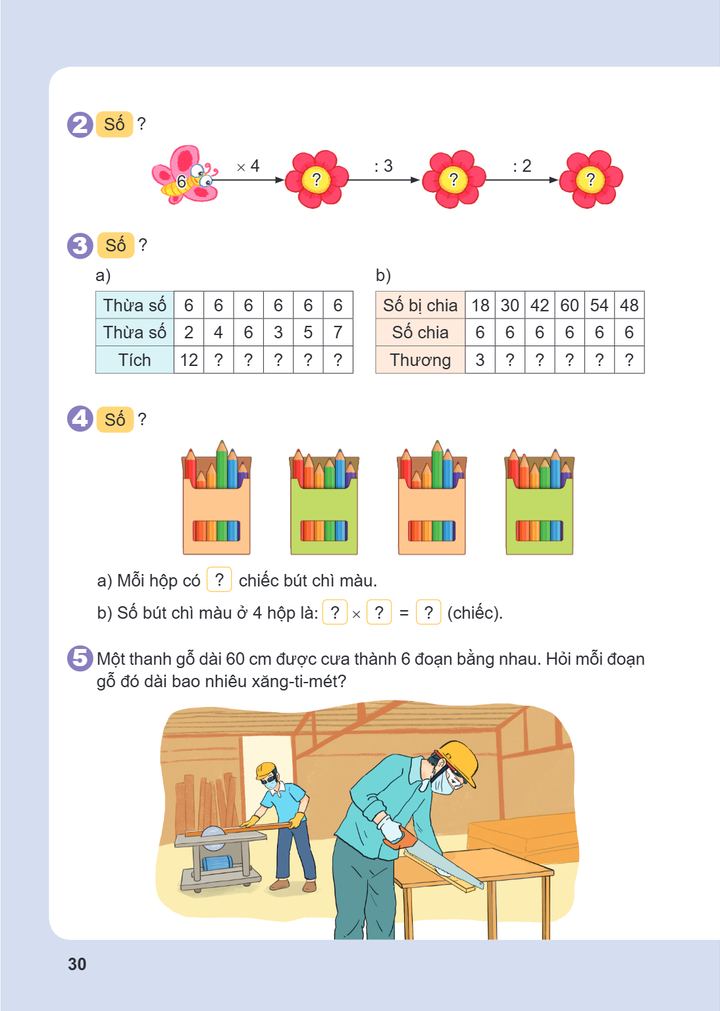 2 Số ?
6 × 4 ? : 3 ? : 2 ?
3 Số ?
a)
Thừa số 6 6 6 6 6 6
Thừa số 2 4 6 3 5 7
Tích 12 ? ? ? ? ?
b)
Số bị chia 18 30 42 60 54 48
Số chia 6 6 6 6 6 6
Thương 3 ? ? ? ? ?
4 Số ?
a) Mỗi hộp có ? chiếc bút chì màu.
b) Số bút chì màu ở 4 hộp là: ? × ? = ? (chiếc).
5 Một thanh gỗ dài 60 cm được cưa thành 6 đoạn bằng nhau. Hỏi mỗi đoạn
gỗ đó dài bao nhiêu xăng-ti-mét?
30